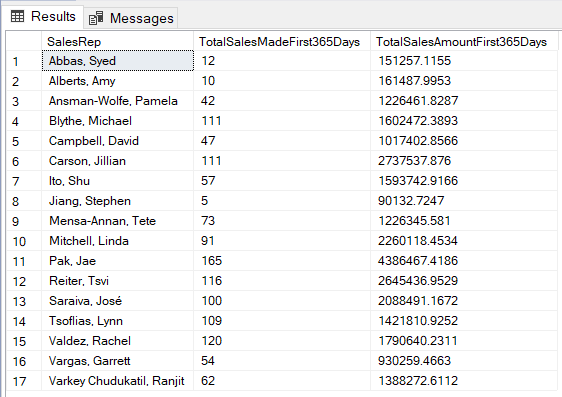 Results Messages
SalesRep TotalSalesMadeFirst365Days TotalSalesAmountFirst365Days
1 Abbas, Syed 12 151257.1155
2 Alberts, Amy 10 161487.9953
3 Ansman-Wolfe, Pamela 42 1226461.8287
4 Blythe, Michael 111 1602472.3893
5 Campbell, David 47 1017402.8566
6 Carson, Jillian 111 2737537.876
7 Ito, Shu 57 1593742.9166
8 Jiang, Stephen 5 90132.7247
9 Mensa-Annan, Tete 73 1226345.581
10 Mitchell, Linda 91 2260118.4534
11 Pak, Jae 165 4386467.4186
12 Reiter, Tsvi 116 2645436.9529
13 Saraiva, José 100 2088491.1672
14 Tsoflias, Lynn 109 1421810.9252
15 Valdez, Rachel 120 1790640.2311
16 Vargas, Garrett 54 930259.4663
17 Varkey Chudukatil, Ranjit 62 1388272.6112